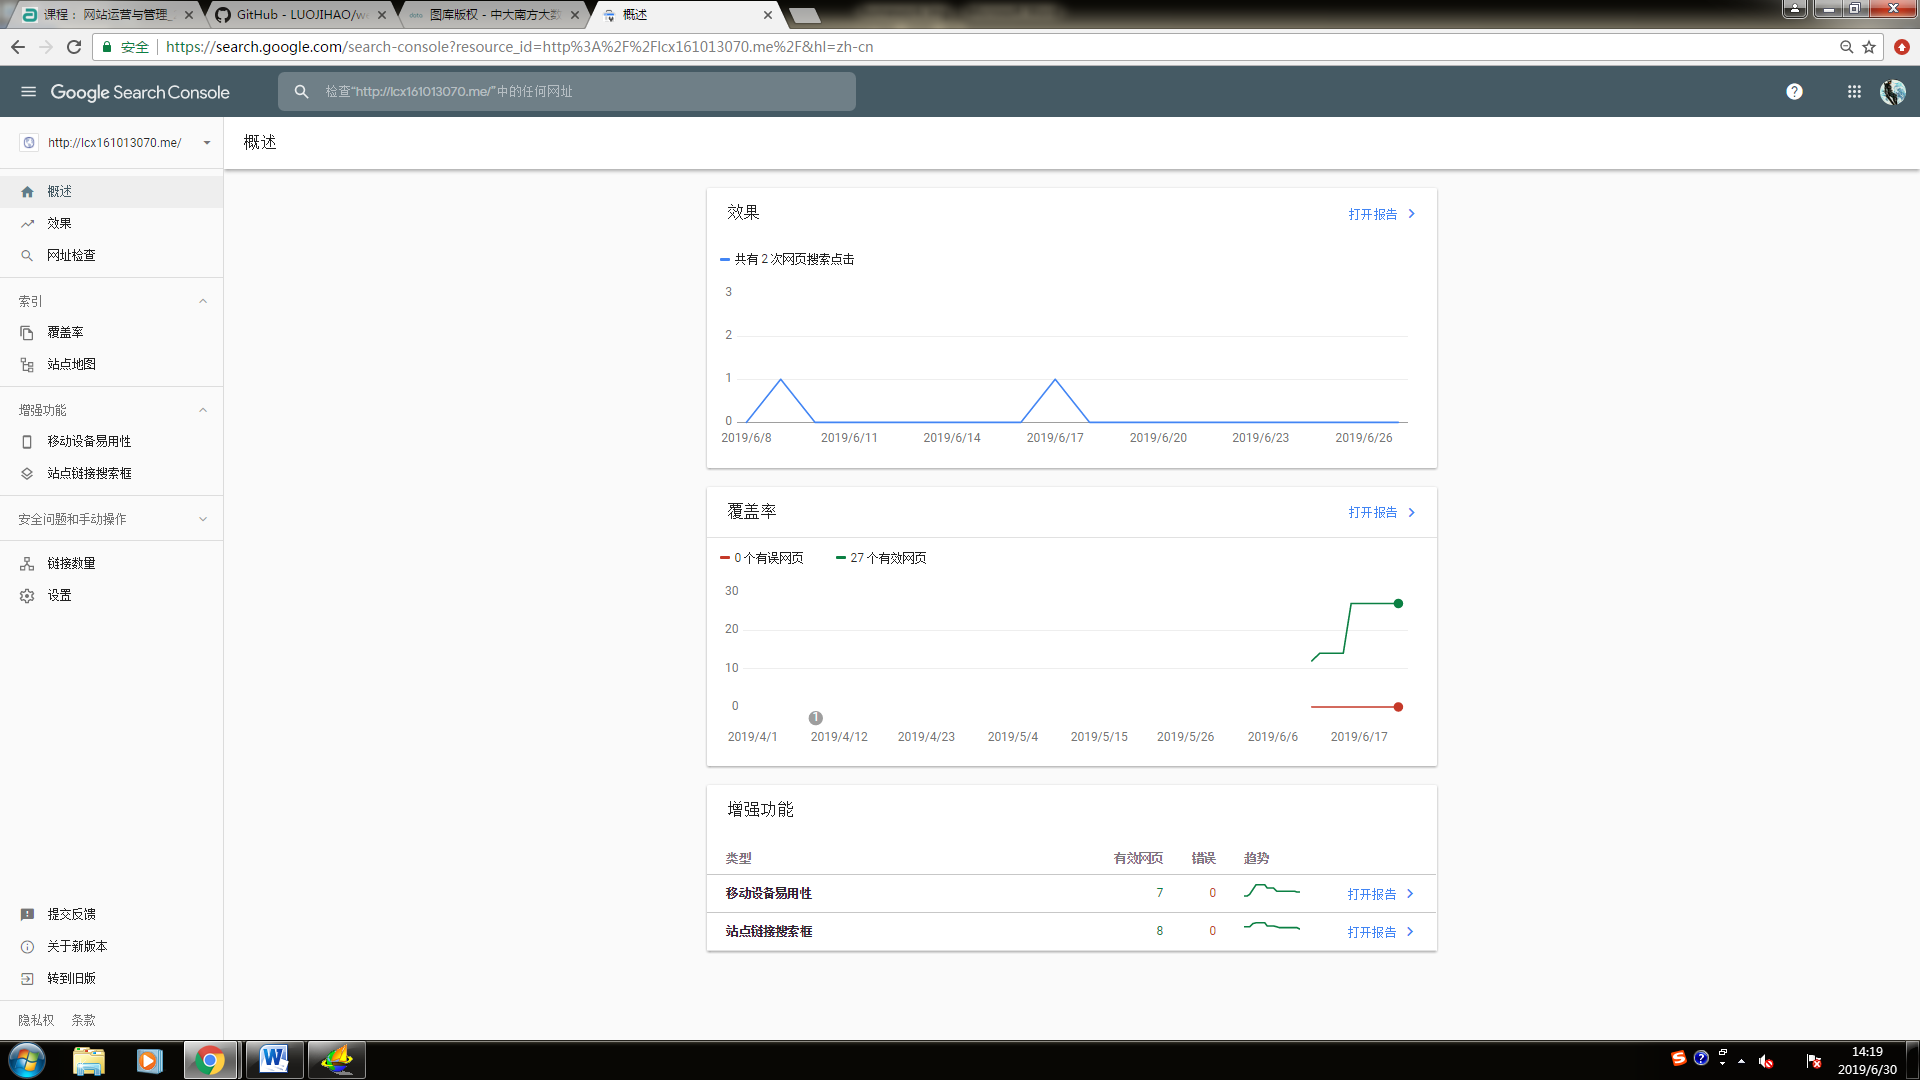 课程： 网站运营与管理_
GitHub - LUOJIHAO/we
图库版权 - 中大南方大数
概述
安全
https://search.google.com/search-console?resource_id=http%3A%2F%2Flcx161013070.me%2F&hl=zh-cn
Google Search Console
检查“http://lcx161013070.me/”中的任何网址
http://lcx161013070.me/
概述
概述
效果
网址检查
索引
覆盖率
站点地图
增强功能
移动设备易用性
站点链接搜索框
安全问题和手动操作
链接数量
设置
提交反馈
关于新版本
转到旧版
隐私权 条款
效果
打开报告
共有 2 次网页搜索点击
3
2
1
0
2019/6/8 2019/6/11 2019/6/14 2019/6/17 2019/6/20 2019/6/23 2019/6/26
覆盖率
打开报告
0 个有误网页 27 个有效网页
30
20
10
0
1
2019/4/1 2019/4/12 2019/4/23 2019/5/4 2019/5/15 2019/5/26 2019/6/6 2019/6/17
增强功能
类型 有效网页 错误 趋势
移动设备易用性 7 0 打开报告
站点链接搜索框 8 0 打开报告
14:19
2019/6/30